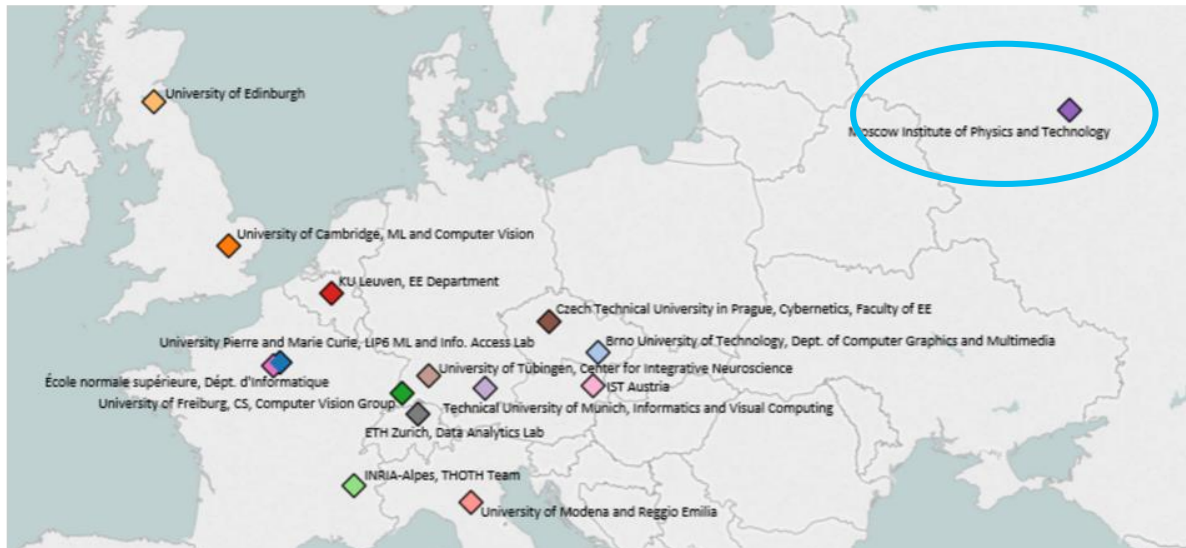 University of Edinburgh
Moscow Institute of Physics and Technology
University of Cambridge, ML and Computer Vision
KU Leuven, EE Department
Czech Technical University in Prague, Cybernetics, Faculty of EE
University Pierre and Marie Curie, LIP6 ML and Info. Access Lab
Brno University of Technology, Dept. of Computer Graphics and Multimedia
University of Tübingen, Center for Integrative Neuroscience
École normale supérieure, Dépt. d'Informatique
IST Austria
University of Freiburg, CS, Computer Vision Group
Technical University of Munich, Informatics and Visual Computing
ETH Zurich, Data Analytics Lab
INRIA-Alpes, THOTH Team
University of Modena and Reggio Emilia